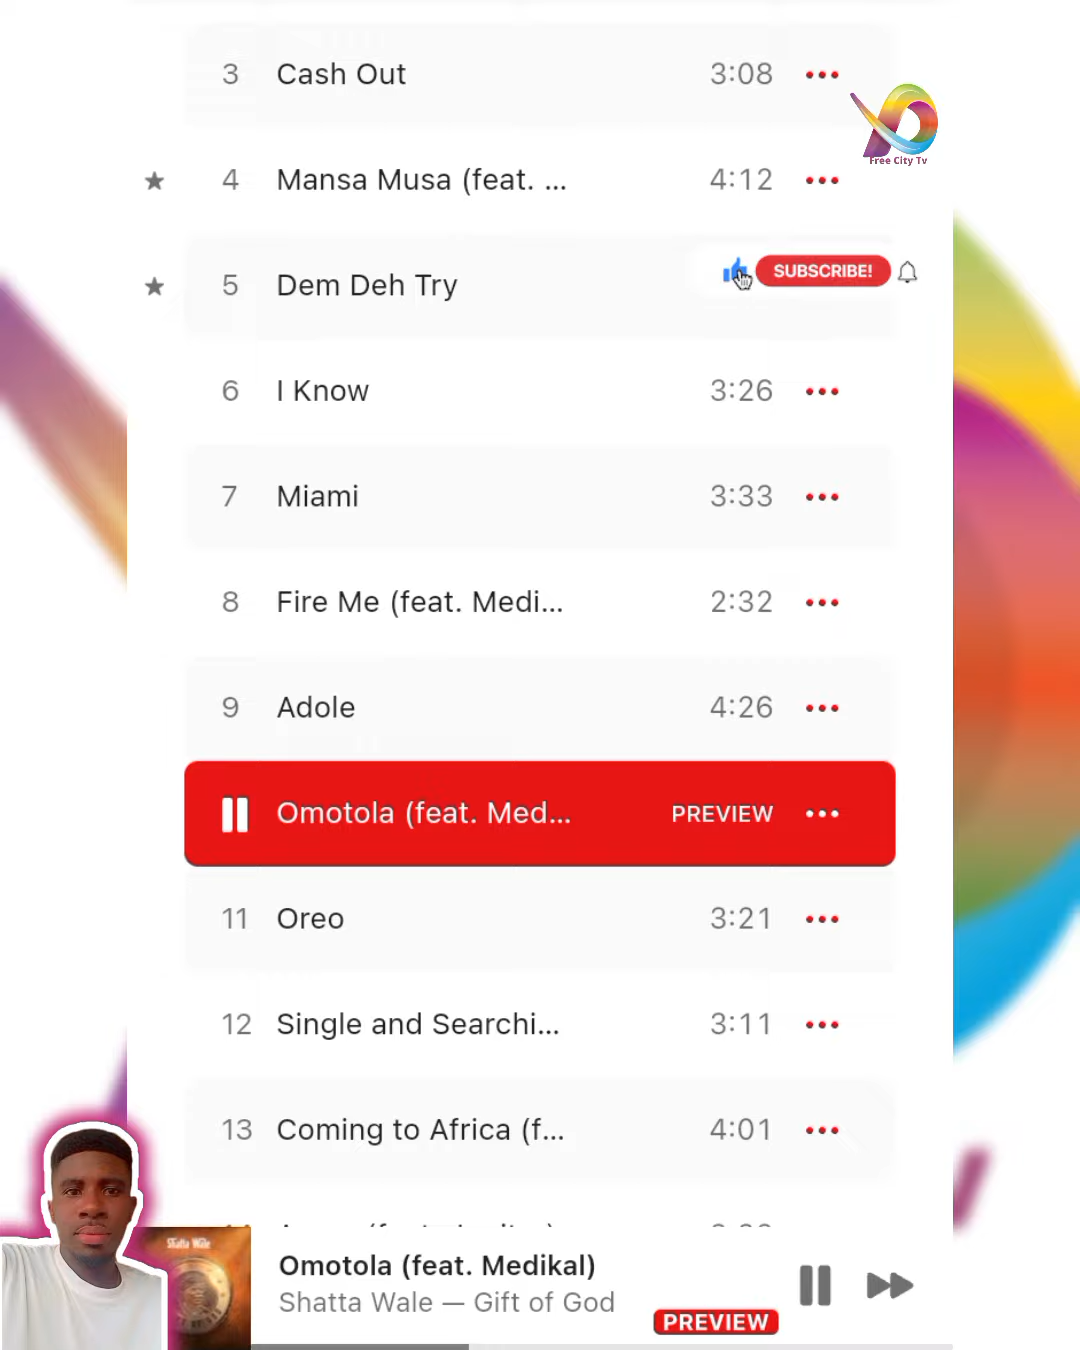 3 Cash Out 3:08
Free City Tv
4 Mansa Musa (feat. ... 4:12
5 Dem Deh Try
SUBSCRIBE!
6 I Know 3:26
7 Miami 3:33
8 Fire Me (feat. Medi... 2:32
9 Adole 4:26
Omotola (feat. Med... PREVIEW
11 Oreo 3:21
12 Single and Searchi... 3:11
13 Coming to Africa (f... 4:01
Shatta Wale
Omotola (feat. Medikal)
Shatta Wale — Gift of God
PREVIEW